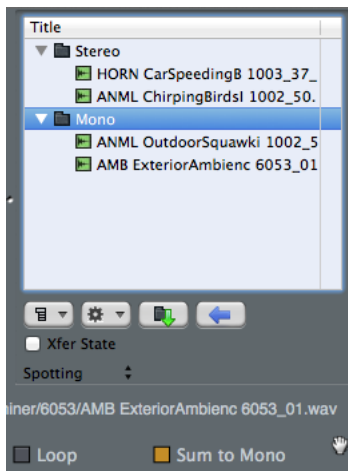 Title
Stereo
HORN CarSpeedingB 1003_37_
ANML ChirpingBirdsI 1002_50.
Mono
ANML OutdoorSquawki 1002_5
AMB ExteriorAmbienc 6053_01
Xfer State
Spotting
iner/6053/AMB ExteriorAmbienc 6053_01.wav
Loop
Sum to Mono